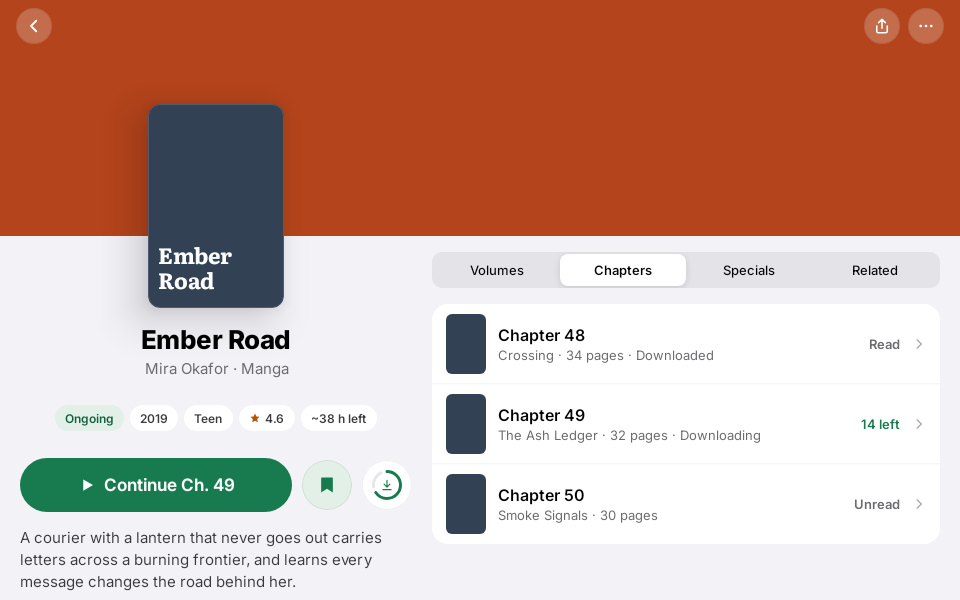 Ember
Road
Ember Road
Mira Okafor · Manga
Ongoing
2019
Teen
4.6
~38 h left
Continue Ch. 49
A courier with a lantern that never goes out carries
letters across a burning frontier, and learns every
message changes the road behind her.
Volumes
Chapters
Specials
Related
Chapter 48
Crossing · 34 pages · Downloaded
Read
Chapter 49
The Ash Ledger · 32 pages · Downloading
14 left
Chapter 50
Smoke Signals · 30 pages
Unread